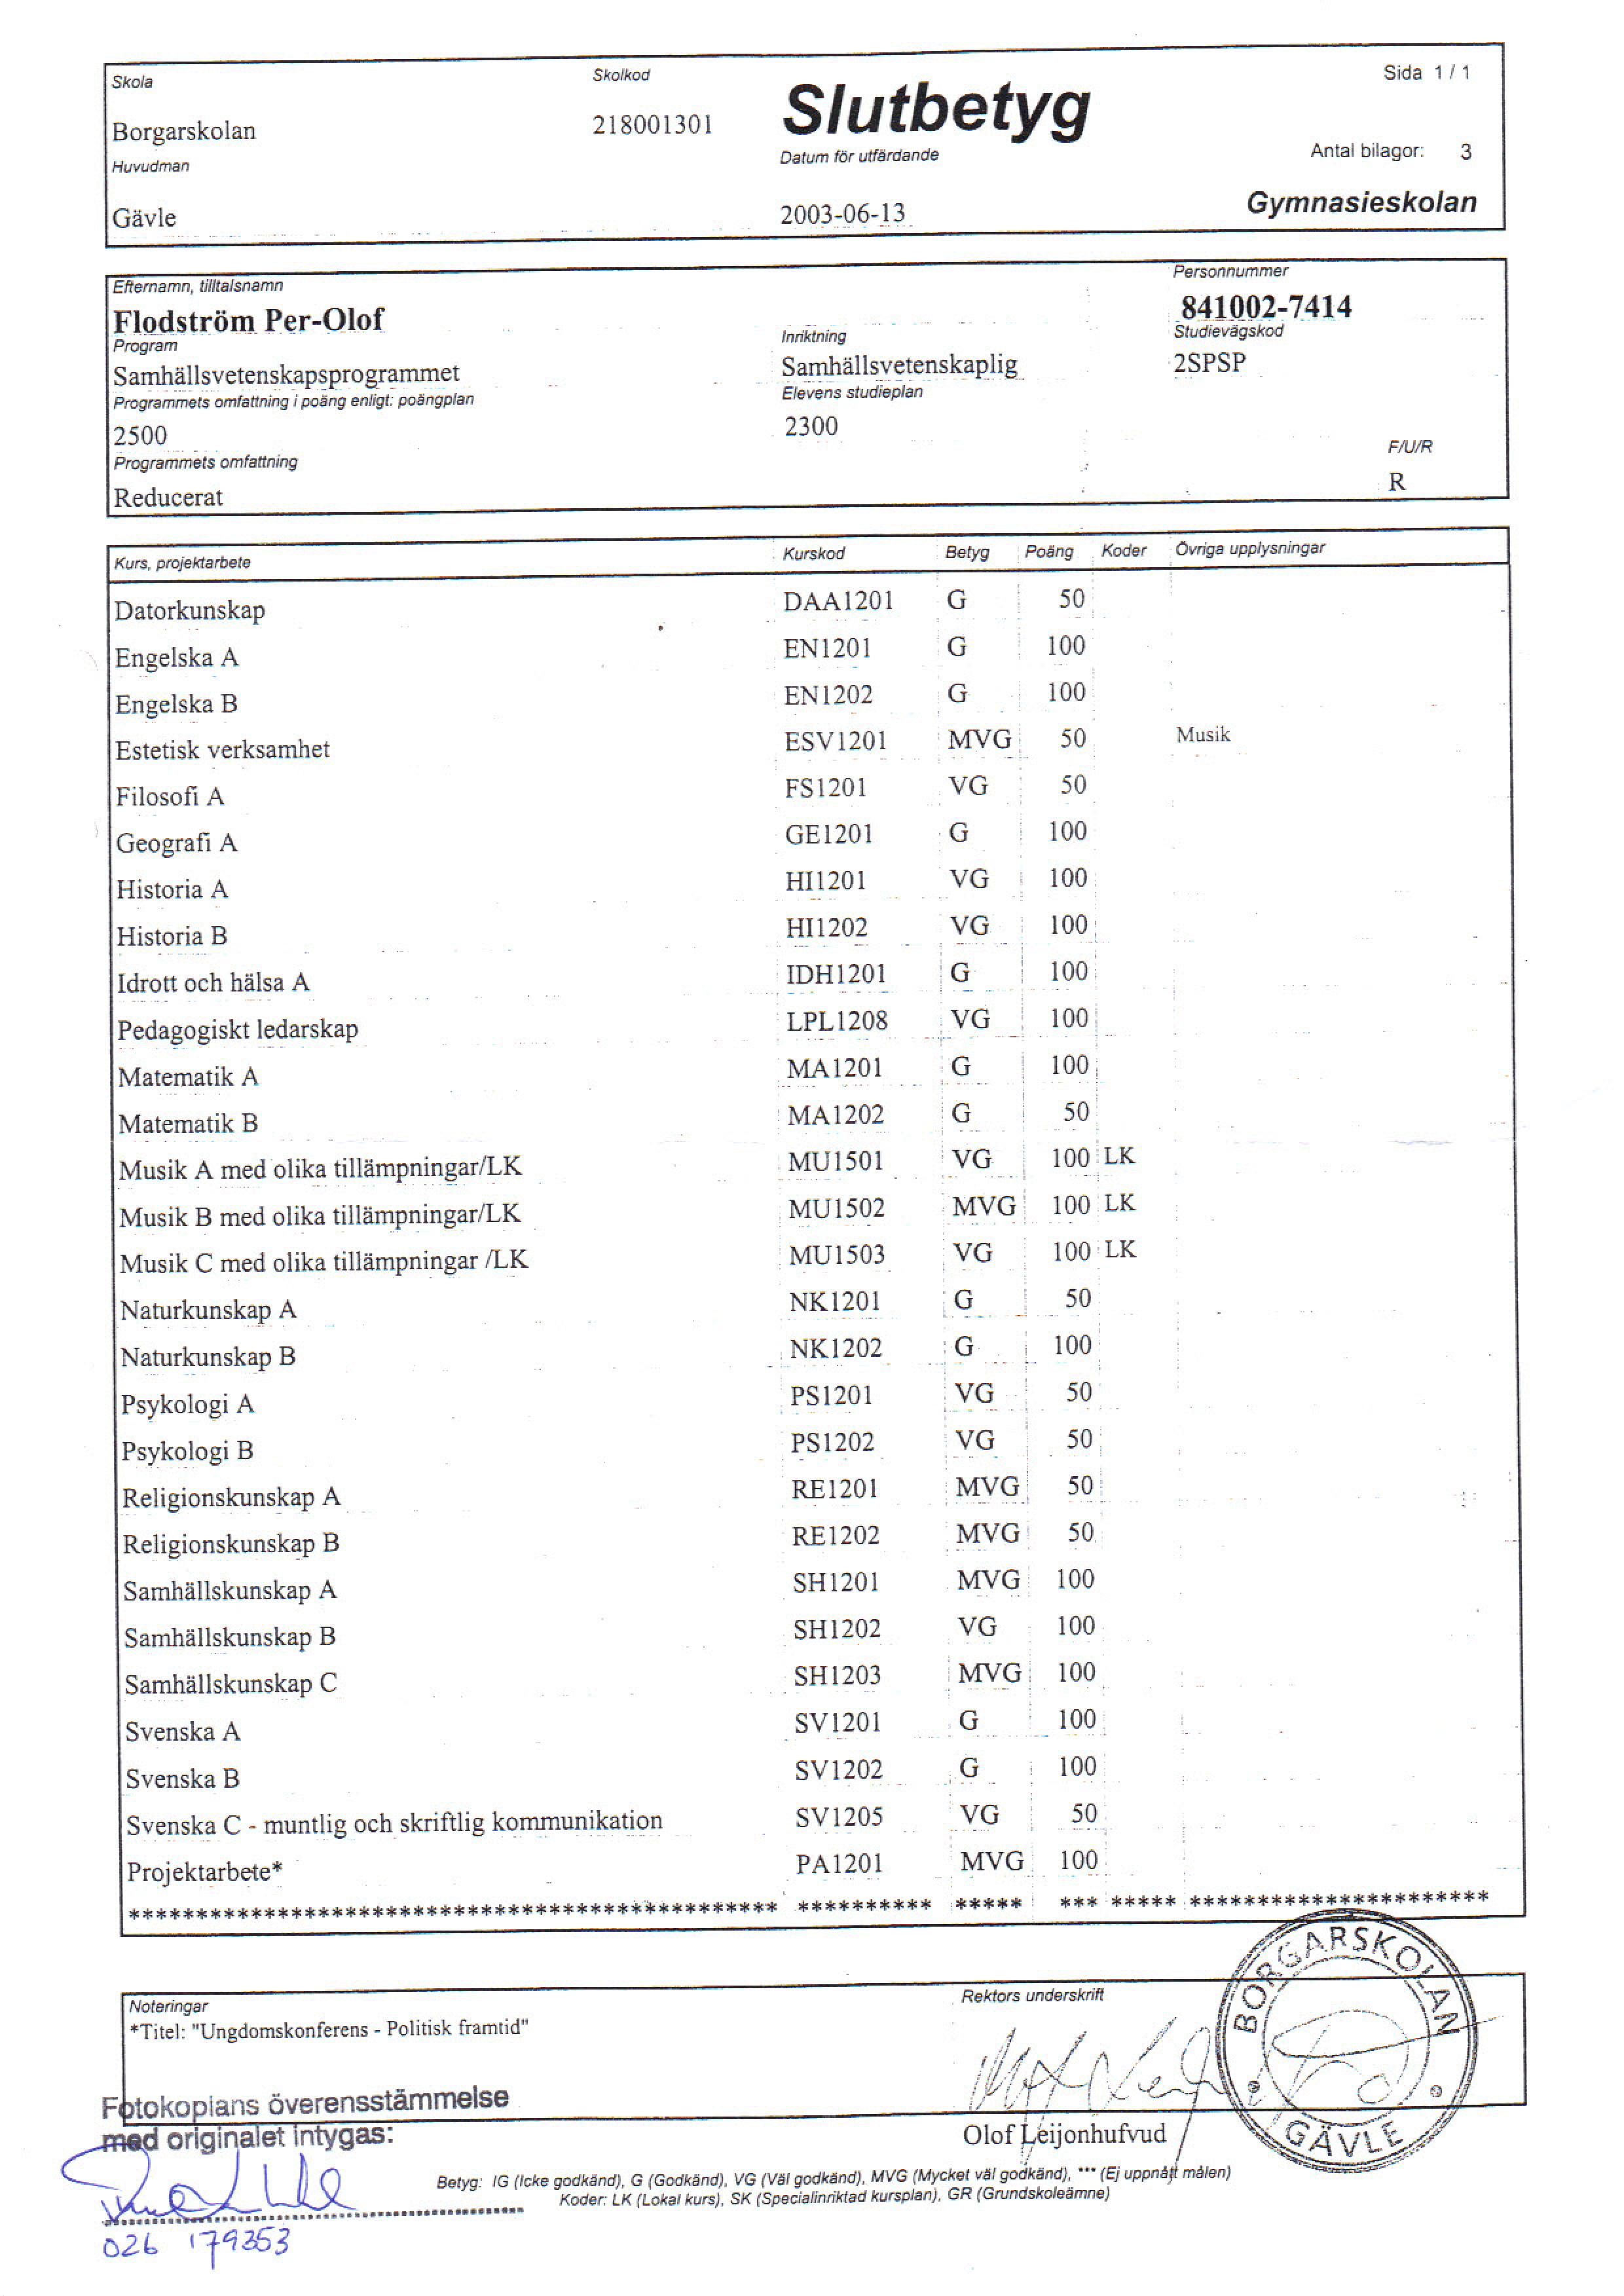 Skola
Skolkod
Slutbetyg
Sida 1 / 1
Borgarskolan
218001301
Datum för utfärdande
Antal bilagor: 3
Huvudman
Gävle
2003-06-13
Gymnasieskolan
Efternamn, tilltalsnamn
Personnummer
Flodström Per-Olof
841002-7414
Program
Inriktning
Studievägskod
Samhällsvetenskapsprogrammet
Samhällsvetenskaplig
2SPSP
Programmets omfattning i poäng enligt: poängplan
Elevens studieplan
2500
2300
Programmets omfattning
F/U/R
Reducerat
R
Kurs, projektarbete Kurskod Betyg Poäng Koder Övriga upplysningar
Datorkunskap DAA1201 G 50
Engelska A EN1201 G 100
Engelska B EN1202 G 100
Estetisk verksamhet ESV1201 MVG 50 Musik
Filosofi A FS1201 VG 50
Geografi A GE1201 G 100
Historia A HI1201 VG 100
Historia B HI1202 VG 100
Idrott och hälsa A IDH1201 G 100
Pedagogiskt ledarskap LPL1208 VG 100
Matematik A MA1201 G 100
Matematik B MA1202 G 50
Musik A med olika tillämpningar/LK MU1501 VG 100 LK
Musik B med olika tillämpningar/LK MU1502 MVG 100 LK
Musik C med olika tillämpningar /LK MU1503 VG 100 LK
Naturkunskap A NK1201 G 50
Naturkunskap B NK1202 G 100
Psykologi A PS1201 VG 50
Psykologi B PS1202 VG 50
Religionskunskap A RE1201 MVG 50
Religionskunskap B RE1202 MVG 50
Samhällskunskap A SH1201 MVG 100
Samhällskunskap B SH1202 VG 100
Samhällskunskap C SH1203 MVG 100
Svenska A SV1201 G 100
Svenska B SV1202 G 100
Svenska C - muntlig och skriftlig kommunikation SV1205 VG 50
Projektarbete* PA1201 MVG 100
************************************************ ********** ***** *** ***** **********************
Noteringar
Rektors underskrift
*Titel: "Ungdomskonferens - Politisk framtid"
BORGARSKOLAN
GÄVLE
Fotokopians överensstämmelse
med originalet intygas:
Olof Leijonhufvud
Betyg: IG (Icke godkänd), G (Godkänd), VG (Väl godkänd), MVG (Mycket väl godkänd), *** (Ej uppnått målen)
Koder: LK (Lokal kurs), SK (Specialinriktad kursplan), GR (Grundskoleämne)
026 179353